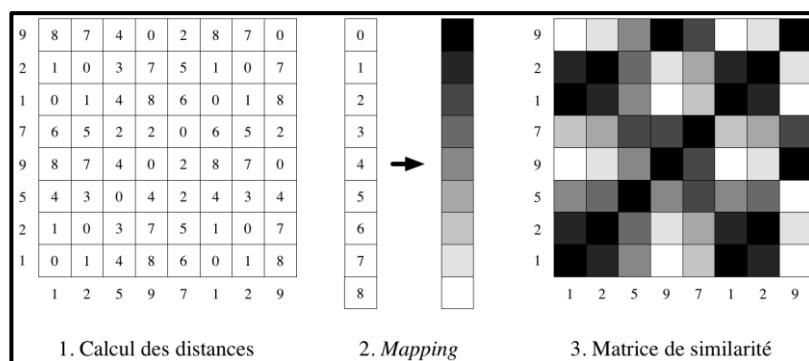 9 8 7 4 0 2 8 7 0
2 1 0 3 7 5 1 0 7
1 0 1 4 8 6 0 1 8
7 6 5 2 2 0 6 5 2
9 8 7 4 0 2 8 7 0
5 4 3 0 4 2 4 3 4
2 1 0 3 7 5 1 0 7
1 0 1 4 8 6 0 1 8
1 2 5 9 7 1 2 9
1. Calcul des distances
0
1
2
3
4
5
6
7
8
2. Mapping
9
2
1
7
9
5
2
1
1 2 5 9 7 1 2 9
3. Matrice de similarité